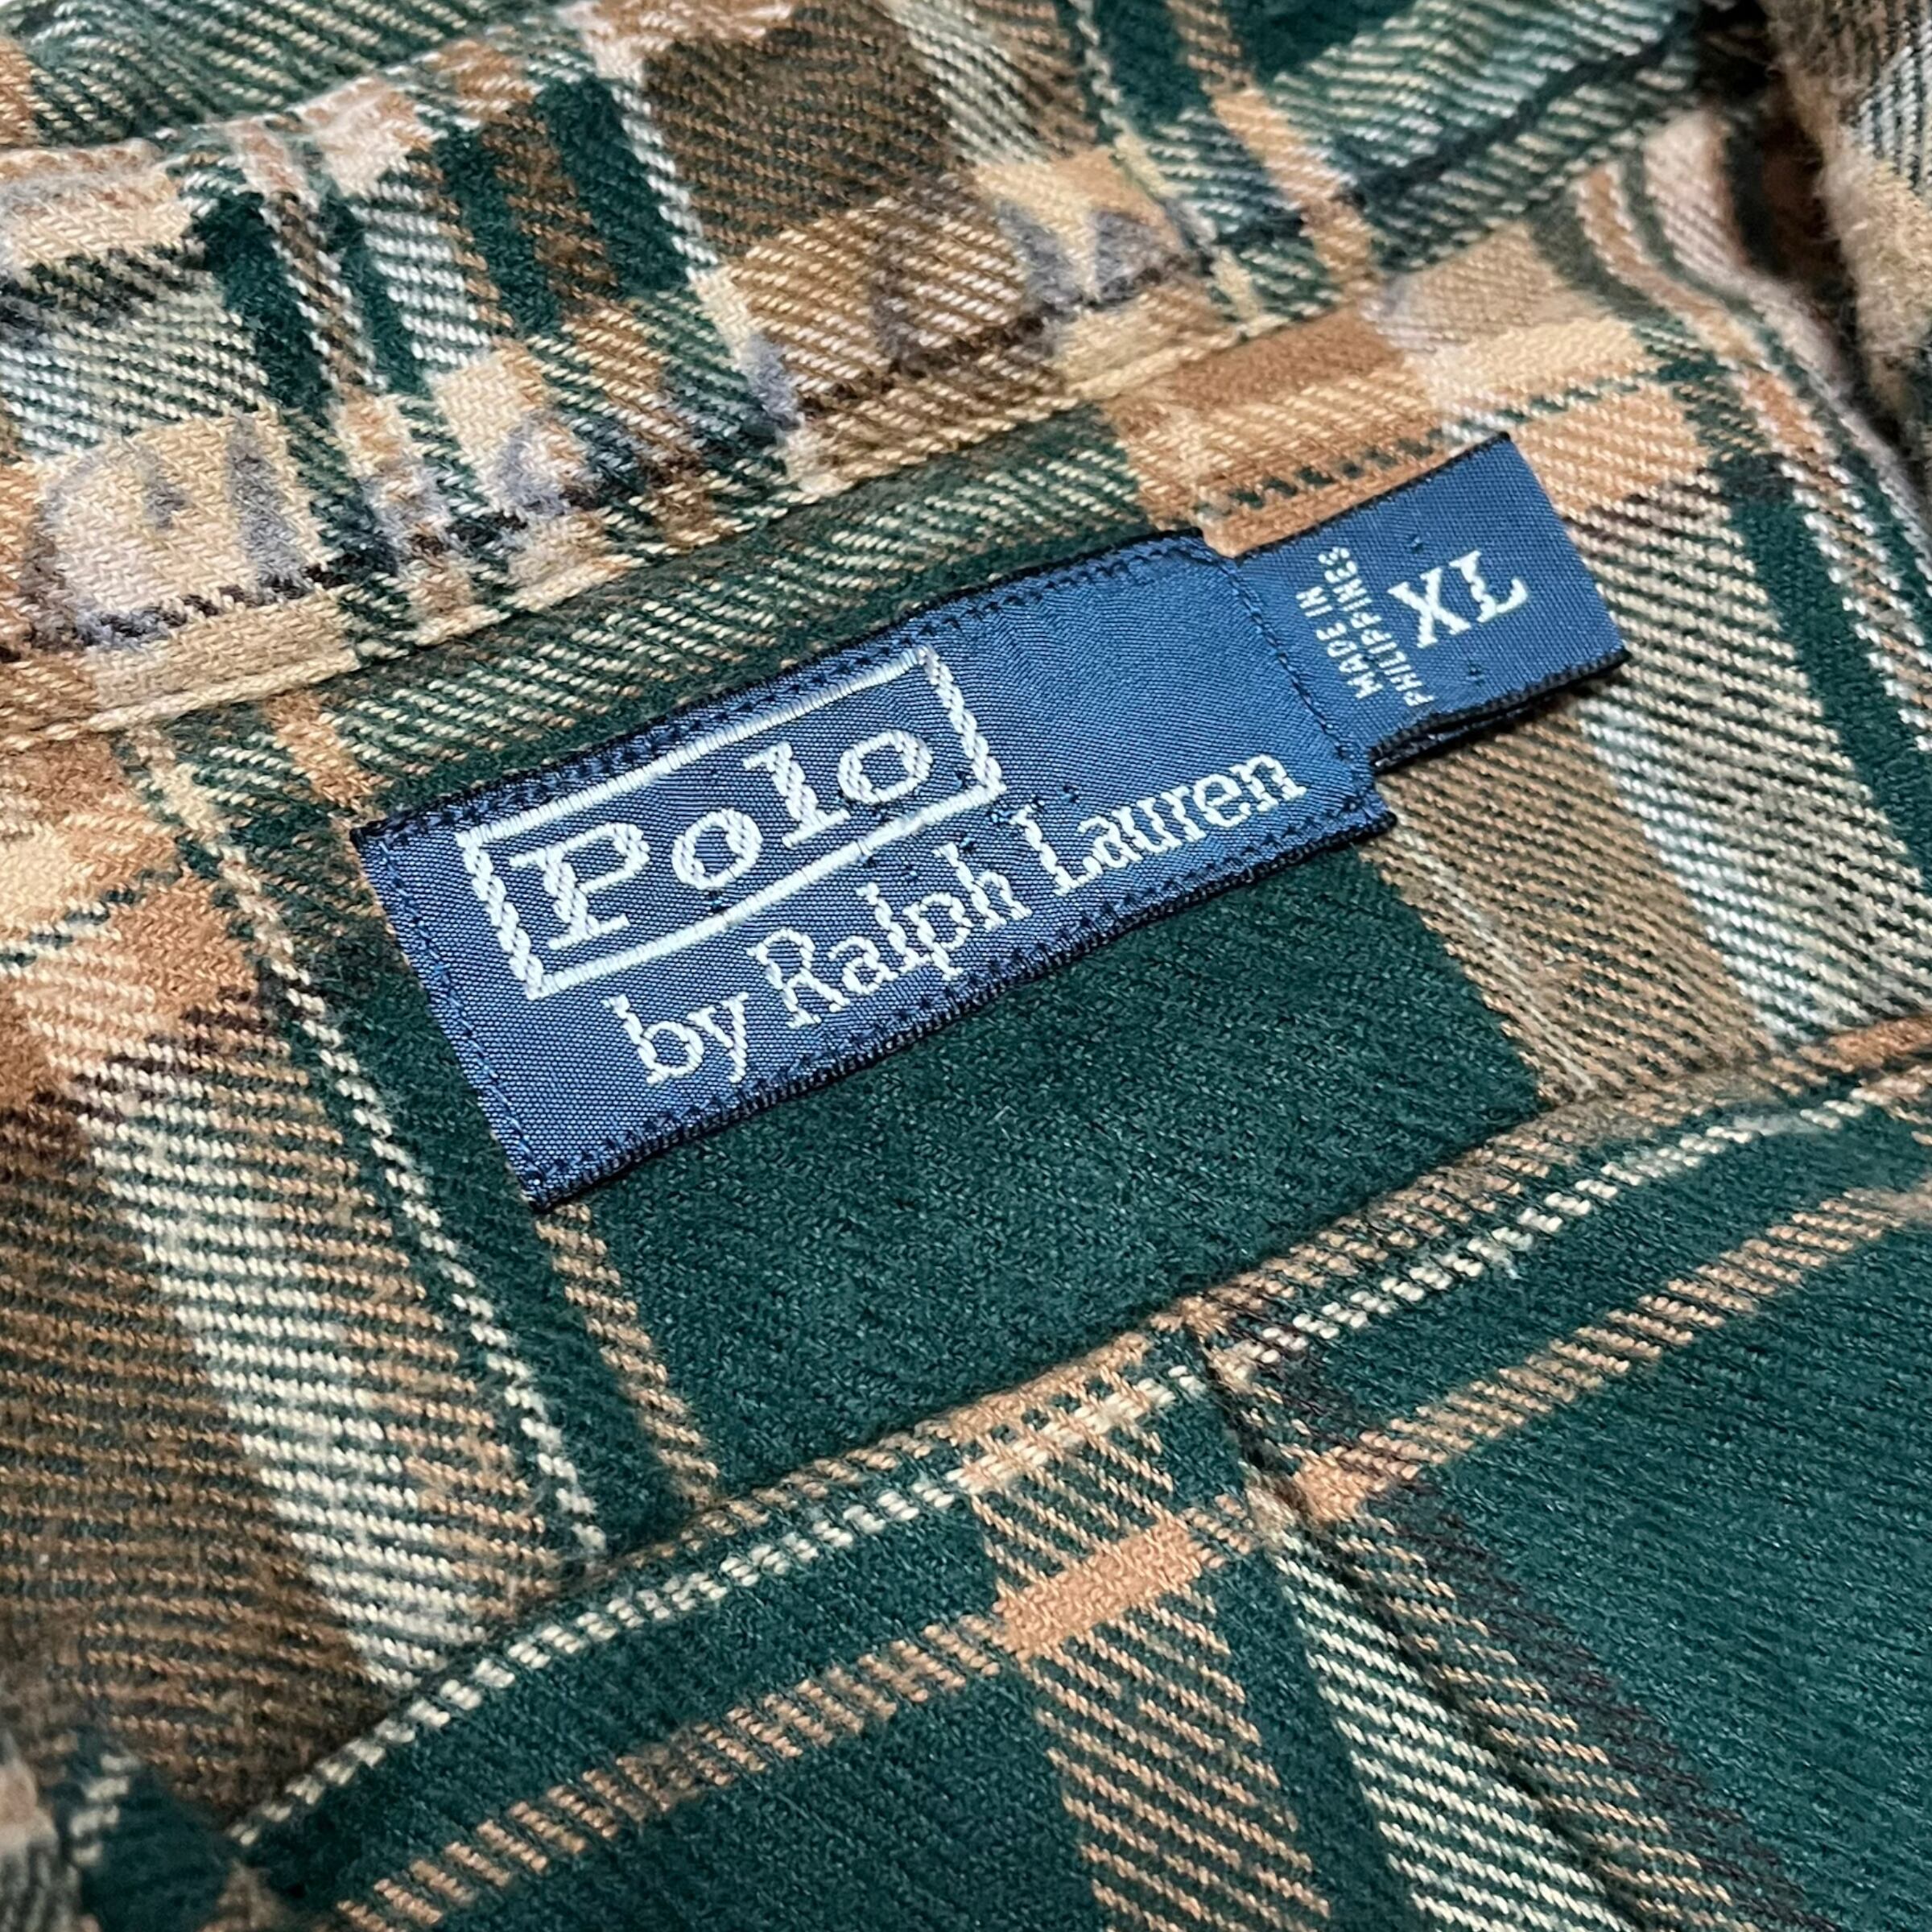 Polo
by Ralph Lauren
MADE IN
PHILIPPINES
XL